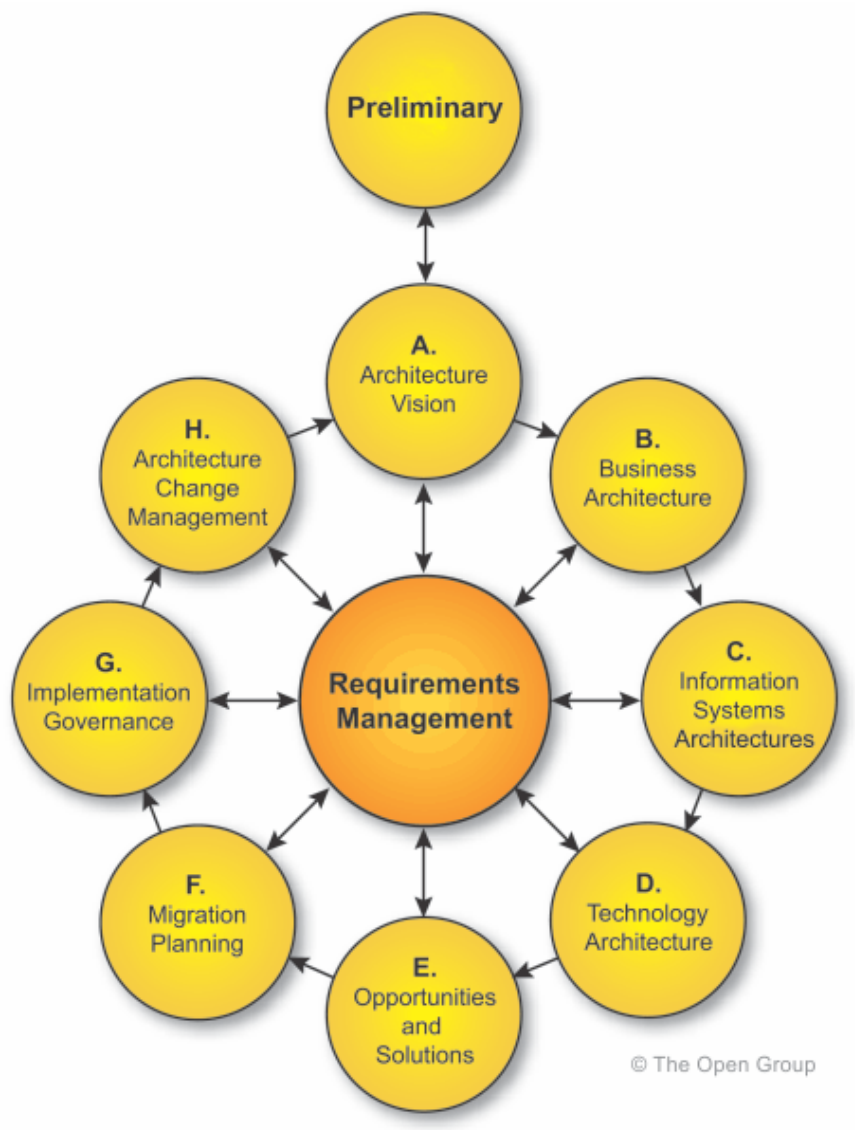 Preliminary
A.
Architecture
Vision
B.
Business
Architecture
C.
Information
Systems
Architectures
D.
Technology
Architecture
E.
Opportunities
and
Solutions
F.
Migration
Planning
G.
Implementation
Governance
H.
Architecture
Change
Management
Requirements
Management
© The Open Group